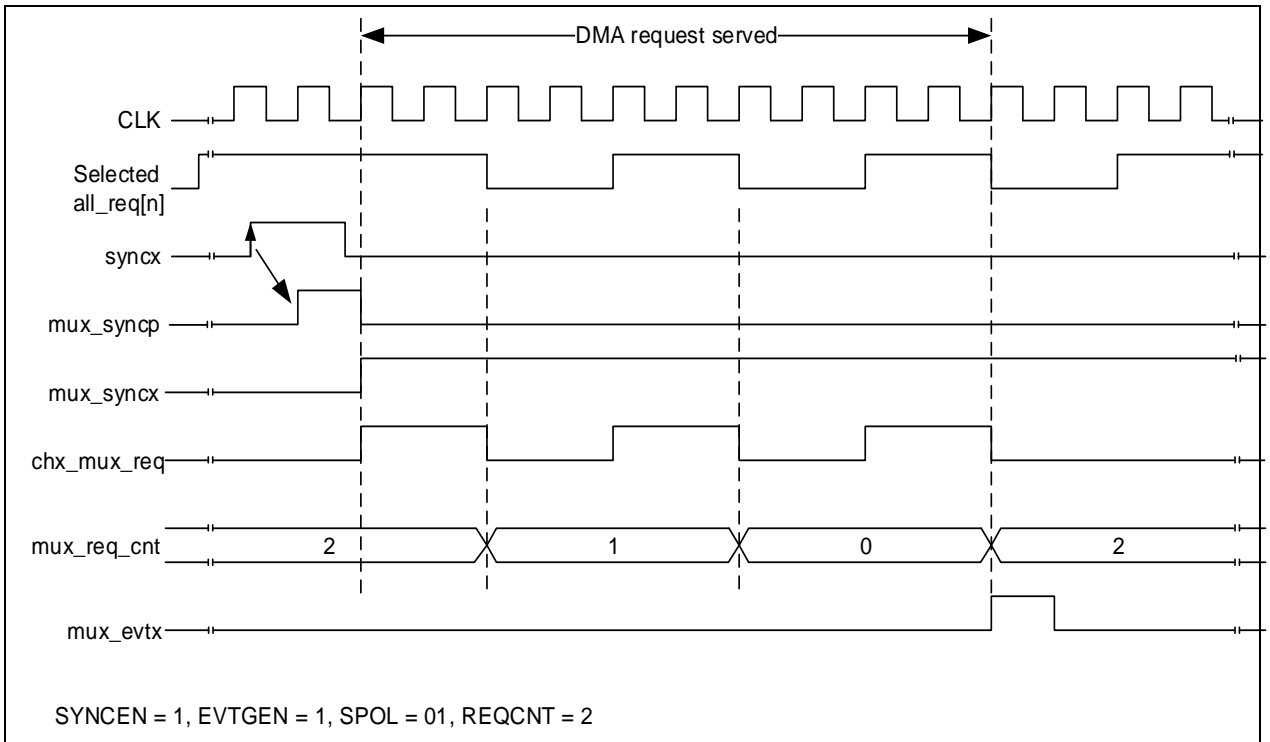 DMA request served
CLK
Selected
all_req[n]
syncx
mux_syncp
mux_syncx
chx_mux_req
mux_req_cnt
2
1
0
2
mux_evtx
SYNCEN = 1, EVTGEN = 1, SPOL = 01, REQCNT = 2